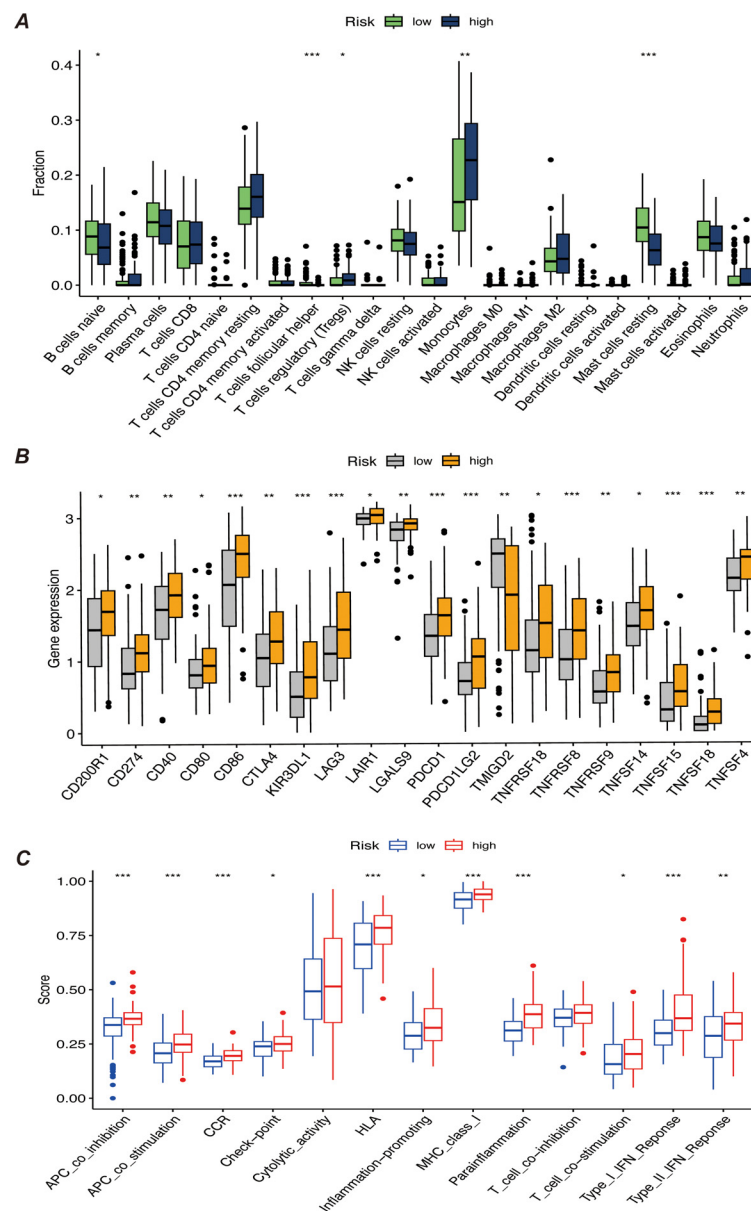 A
Risk low high
* *** * ** ***
Fraction
0.4
0.3
0.2
0.1
0.0
B cells naive
B cells memory
Plasma cells
T cells CD8
T cells CD4 naive
T cells CD4 memory resting
T cells CD4 memory activated
T cells follicular helper
T cells regulatory (Tregs)
T cells gamma delta
NK cells resting
NK cells activated
Monocytes
Macrophages M0
Macrophages M1
Macrophages M2
Dendritic cells resting
Dendritic cells activated
Mast cells resting
Mast cells activated
Eosinophils
Neutrophils
B
Risk low high
* ** ** * *** ** *** *** * ** *** *** ** * *** ** * *** *** **
Gene expression
3
2
1
0
CD200R1
CD274
CD40
CD80
CD86
CTLA4
KIR3DL1
LAG3
LAIR1
LGALS9
PDCD1
PDCD1LG2
TMIGD2
TNFRSF18
TNFRSF8
TNFRSF9
TNFSF14
TNFSF15
TNFSF18
TNFSF4
C
Risk low high
*** *** *** * *** * *** *** * *** **
Score
1.00
0.75
0.50
0.25
0.00
APC_co_inhibition
APC_co_stimulation
CCR
Check-point
Cytolytic_activity
HLA
Inflammation-promoting
MHC_class_I
Parainflammation
T_cell_co-inhibition
T_cell_co-stimulation
Type_I_IFN_Reponse
Type_II_IFN_Reponse